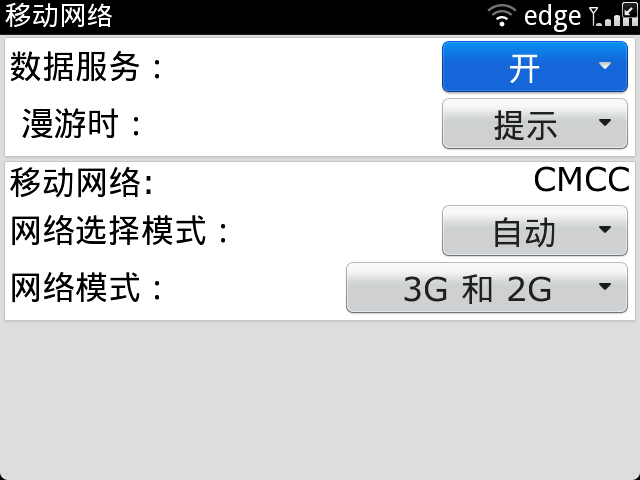 移动网络 edge
数据服务： 开
漫游时： 提示
移动网络: CMCC
网络选择模式： 自动
网络模式： 3G 和 2G